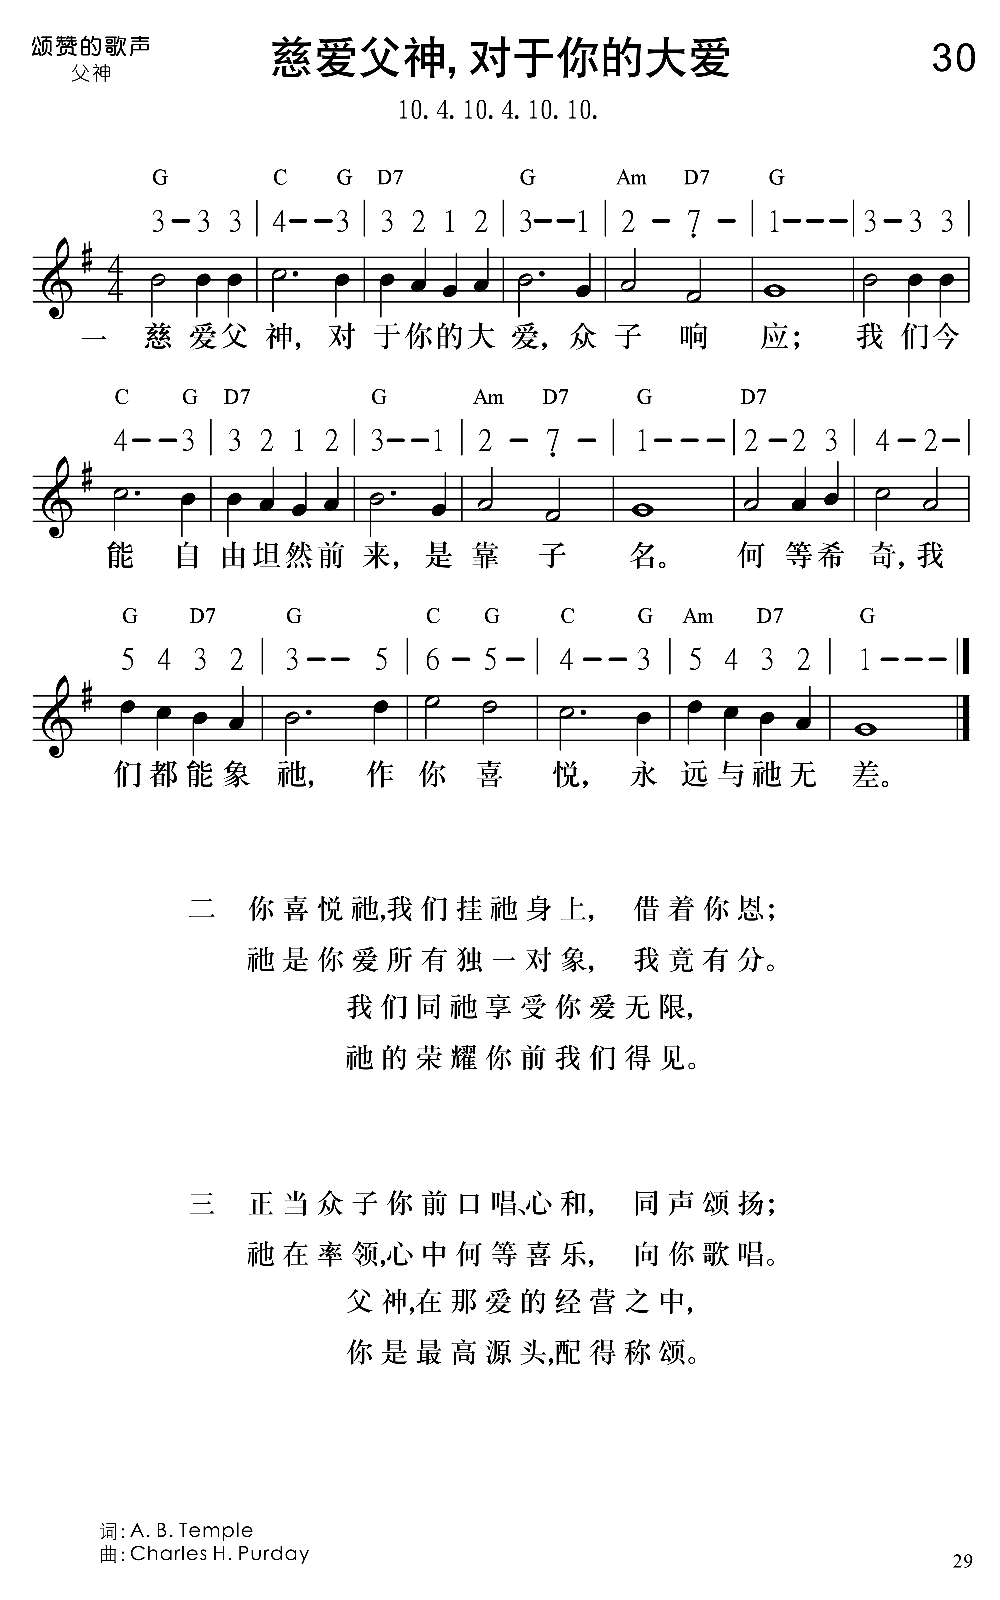 颂赞的歌声
父神
慈爱父神,对于你的大爱
30
10. 4. 10. 4. 10. 10.
G C G D7 G Am D7 G
3 - 3 3 | 4 - - 3 | 3 2 1 2 | 3 - - 1 | 2 - 7̣ - | 1 - - - | 3 - 3 3 |
4/4
一 慈爱父神，对于你的大爱，众子响应；我们今
C G D7 G Am D7 G D7
4 - - 3 | 3 2 1 2 | 3 - - 1 | 2 - 7̣ - | 1 - - - | 2 - 2 3 | 4 - 2 - |
能自由坦然前来，是靠子名。何等希奇,我
G D7 G C G C G Am D7 G
5 4 3 2 | 3 - - 5 | 6 - 5 - | 4 - - 3 | 5 4 3 2 | 1 - - - ‖
们都能象祂，作你喜悦，永远与祂无差。
二 你喜悦祂,我们挂祂身上， 借着你恩；
祂是你爱所有独一对象， 我竟有分。
我们同祂享受你爱无限，
祂的荣耀你前我们得见。
三 正当众子你前口唱、心和， 同声颂扬；
祂在率领,心中何等喜乐， 向你歌唱。
父神,在那爱的经营之中，
你是最高源头,配得称颂。
词: A. B. Temple
曲: Charles H. Purday
29